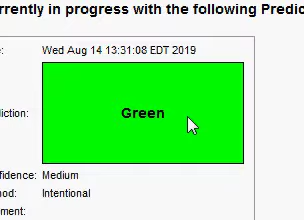 rrently in progress with the following Predic
: Wed Aug 14 13:31:08 EDT 2019
diction: Green
fidence: Medium
hod: Intentional
ment: